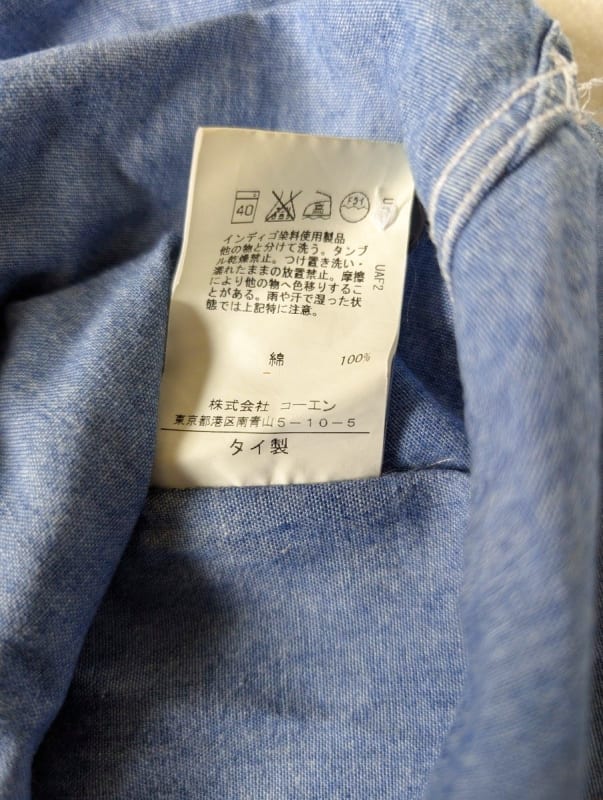 40 高 ドライ
インディゴ染料使用製品
他の物と分けて洗う。タンブ
ル乾燥禁止。つけ置き洗い・
濡れたままの放置禁止。摩擦
により他の物へ色移りするこ
とがある。雨や汗で湿った状
態では上記特に注意。
UAF2
綿 100%
株式会社 コーエン
東京都港区南青山5-10-5
タイ製